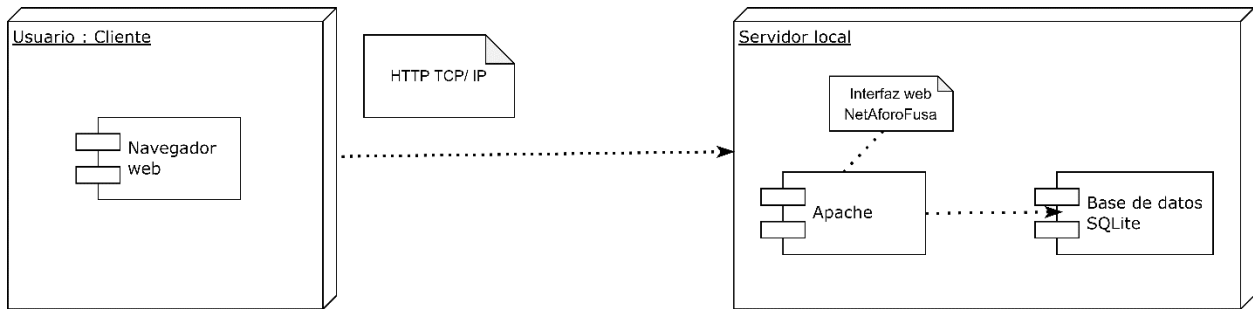 Usuario : Cliente
Navegador
web
HTTP TCP/ IP
Servidor local
Interfaz web
NetAforoFusa
Apache
Base de datos
SQLite